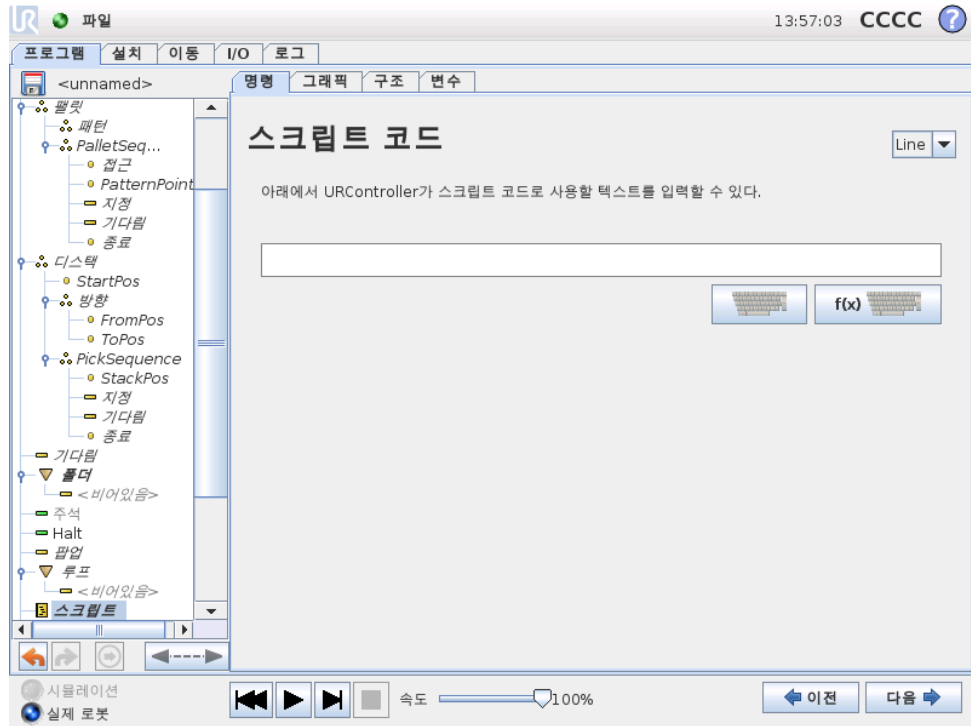 UR 파일 13:57:03 CCCC ?
프로그램 설치 이동 I/O 로그
<unnamed> 명령 그래픽 구조 변수
팰릿
패턴
PalletSeq...
접근
PatternPoint
지정
기다림
종료
디스택
StartPos
방향
FromPos
ToPos
PickSequence
StackPos
지정
기다림
종료
기다림
폴더
<비어있음>
주석
Halt
팝업
루프
<비어있음>
스크립트
스크립트 코드
Line
아래에서 URController가 스크립트 코드로 사용할 텍스트를 입력할 수 있다.
f(x)
시뮬레이션
실제 로봇
속도 100%
이전 다음